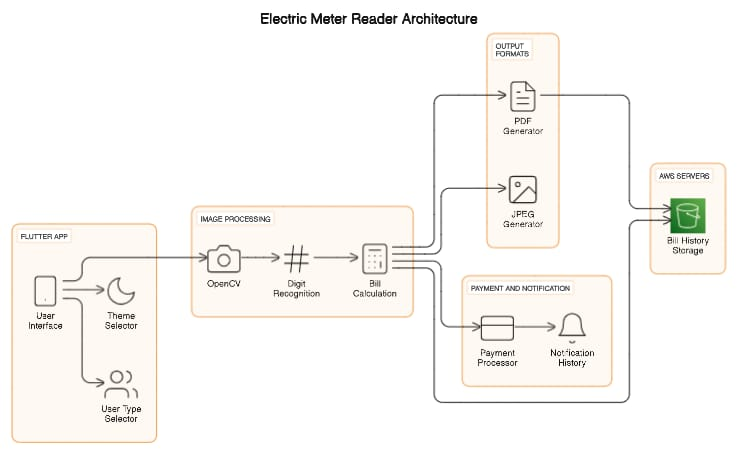 Electric Meter Reader Architecture
OUTPUT
FORMATS
PDF
Generator
JPEG
Generator
AWS SERVERS
Bill History
Storage
IMAGE PROCESSING
OpenCV
Digit
Recognition
Bill
Calculation
FLUTTER APP
User
Interface
Theme
Selector
User Type
Selector
PAYMENT AND NOTIFICATION
Payment
Processor
Notification
History